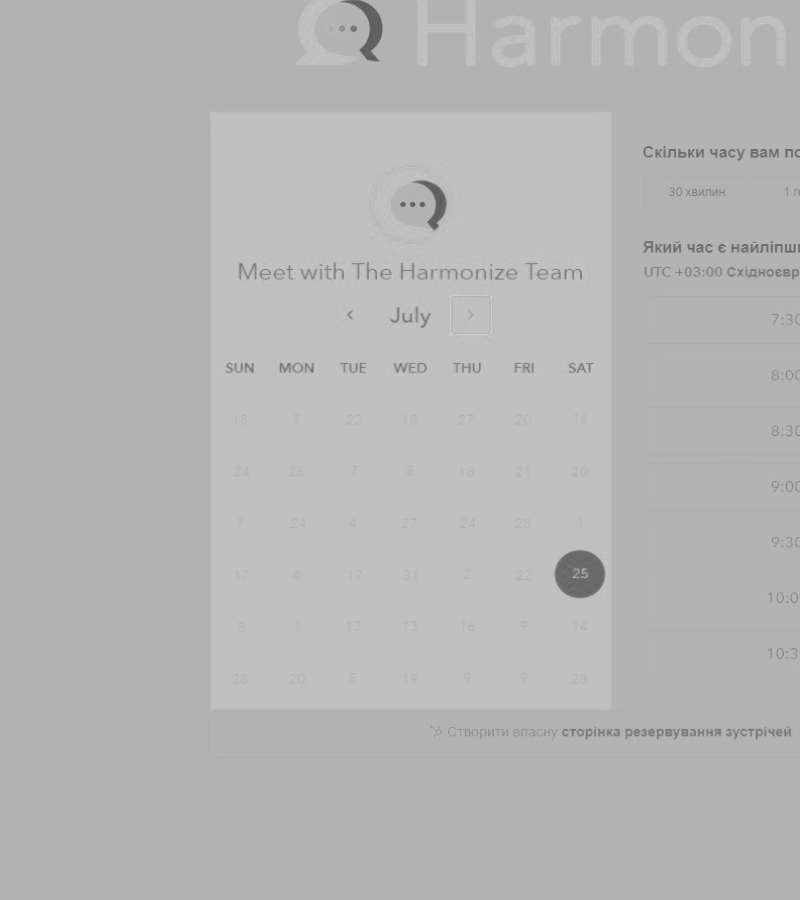 Harmon
Meet with The Harmonize Team
July
SUN MON TUE WED THU FRI SAT
18 7 23 18 27 20 16
24 25 7 8 18 21 20
7 24 4 27 24 28 1
17 4 17 31 2 22 25
3 1 13 13 16 9 14
28 20 5 19 9 9 28
Скільки часу вам по
30 хвилин 1 г
Який час є найліпш
UTC +03:00 Східноєвр
7:30
8:00
8:30
9:00
9:30
10:0
10:3
Створити власну сторінка резервування зустрічей